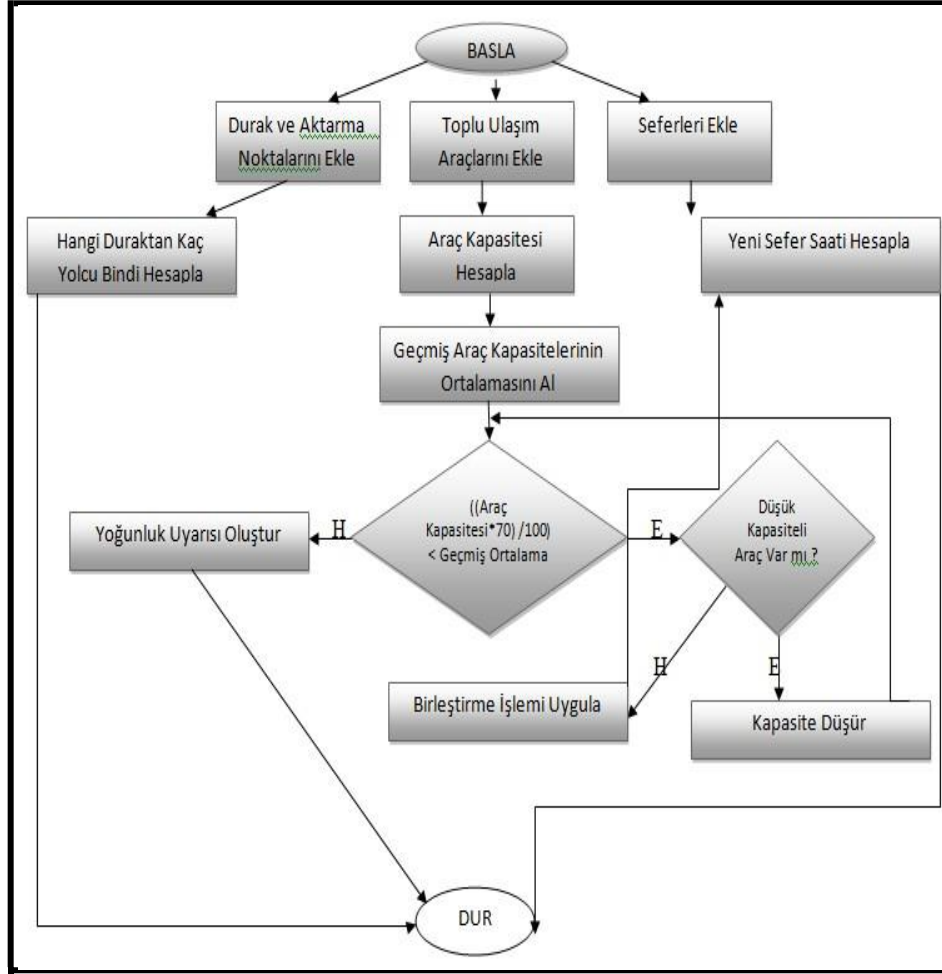 BASLA
Durak ve Aktarma
Noktalarını Ekle
Toplu Ulaşım
Araçlarını Ekle
Seferleri Ekle
Hangi Duraktan Kaç
Yolcu Bindi Hesapla
Araç Kapasitesi
Hesapla
Yeni Sefer Saati Hesapla
Geçmiş Araç Kapasitelerinin
Ortalamasını Al
((Araç
Kapasitesi*70) /100)
< Geçmiş Ortalama
Düşük
Kapasiteli
Araç Var mı ?
Yoğunluk Uyarısı Oluştur
H
E
H
E
Birleştirme İşlemi Uygula
Kapasite Düşür
DUR